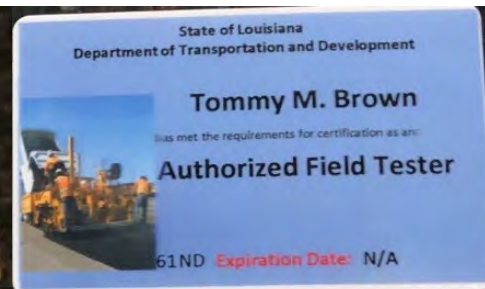 State of Louisiana
Department of Transportation and Development
Tommy M. Brown
has met the requirements for certification as an:
Authorized Field Tester
61ND Expiration Date: N/A